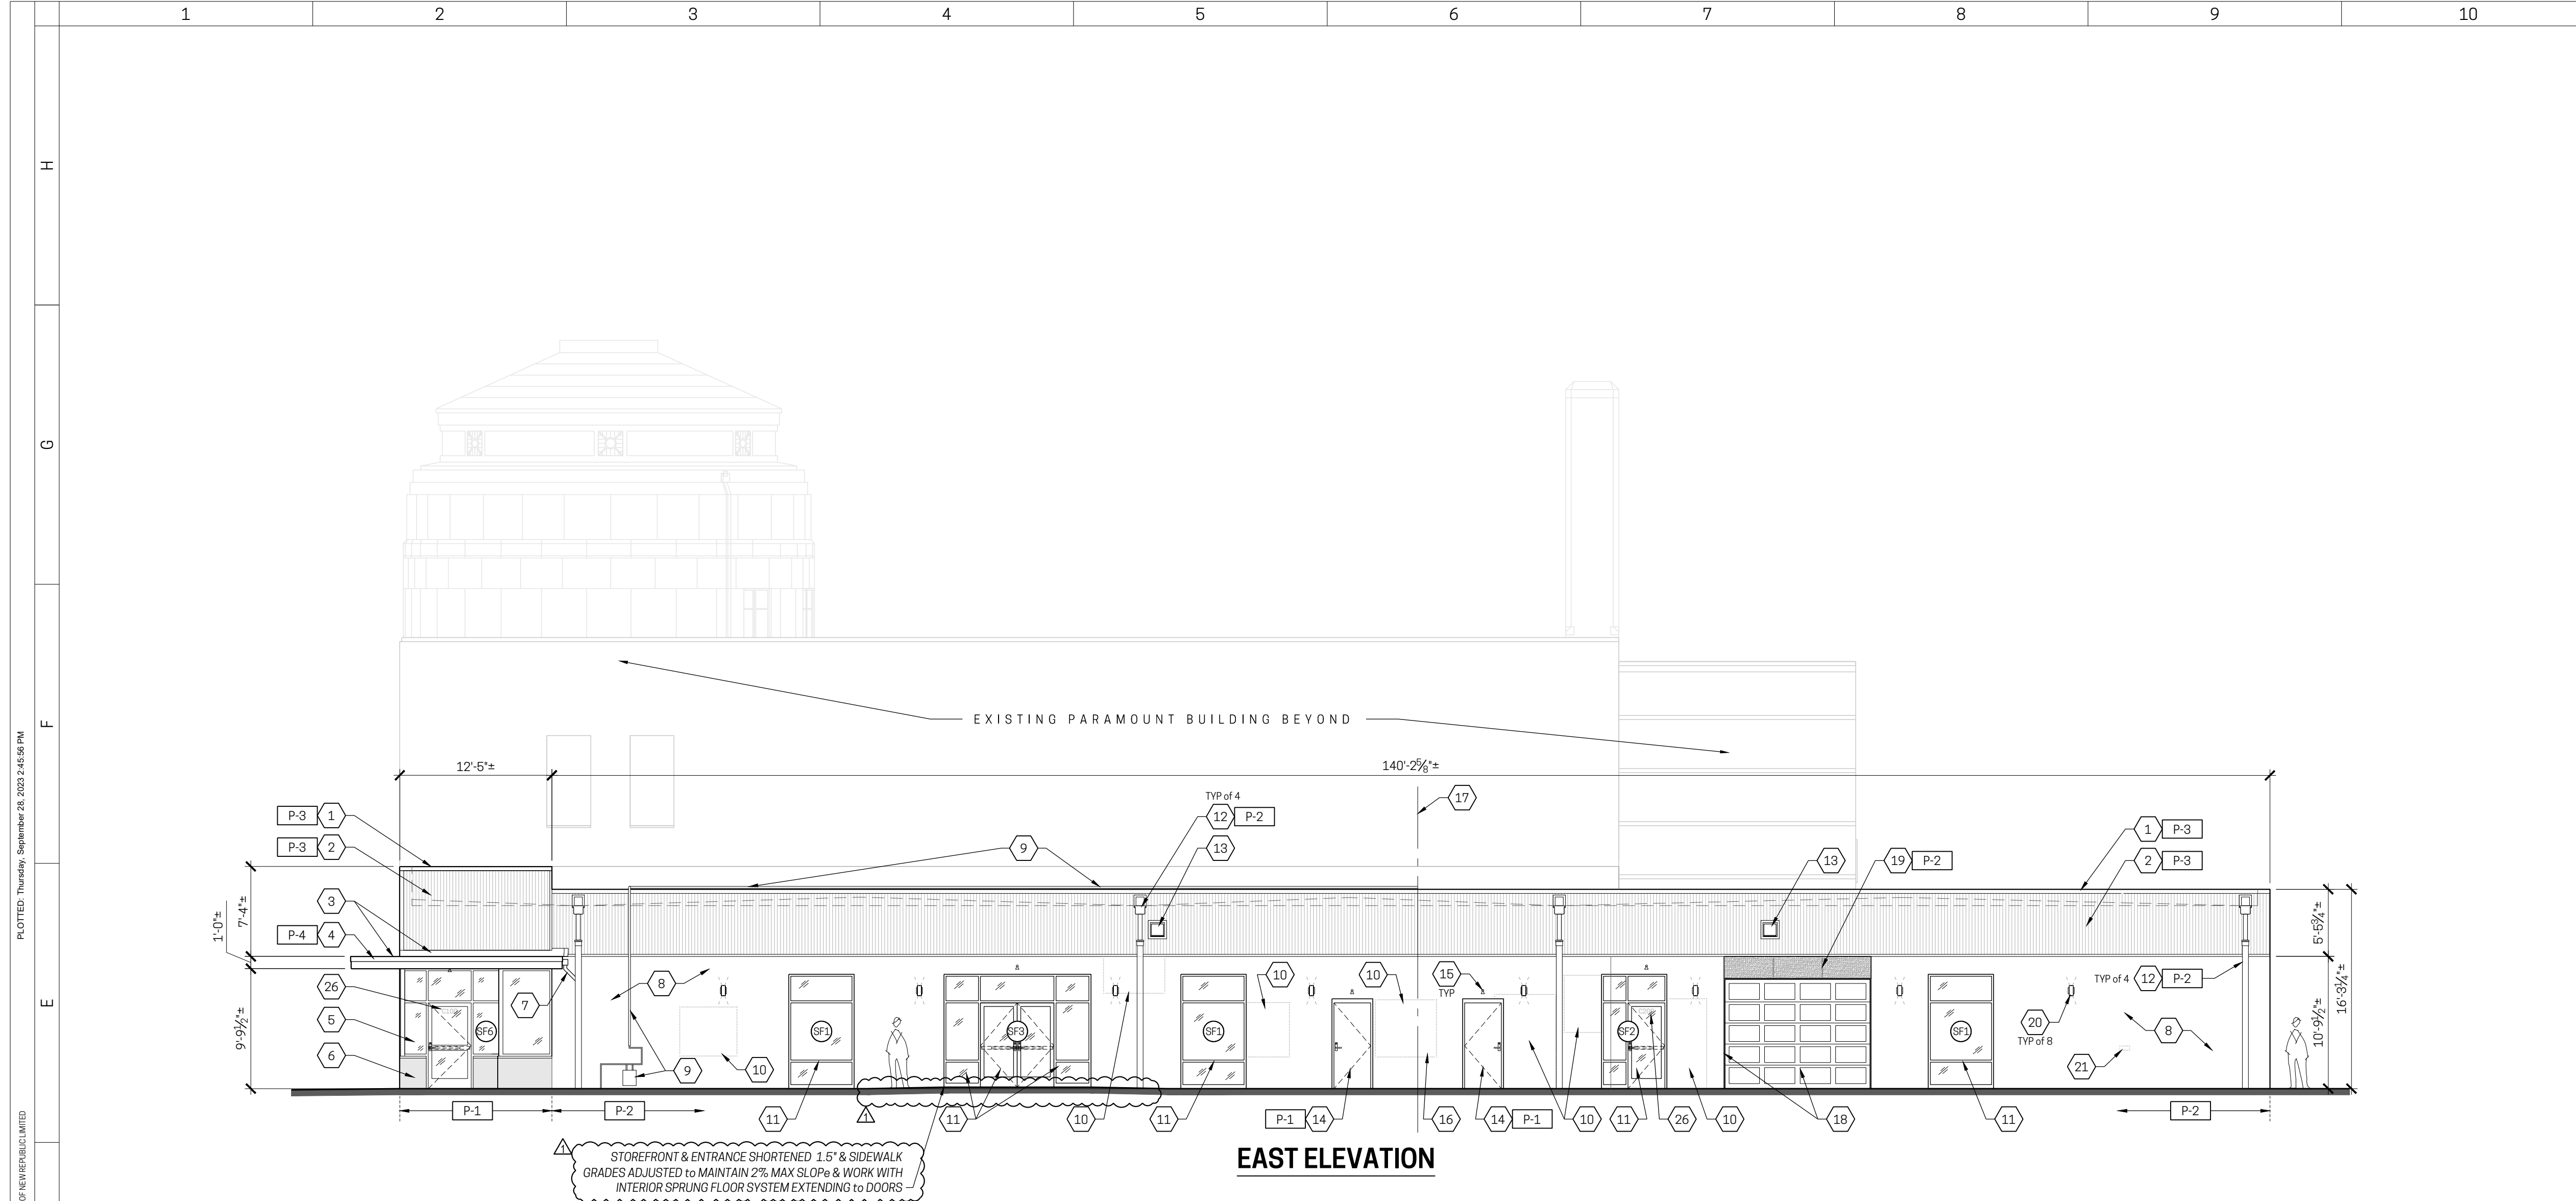 1 2 3 4 5 6 7 8 9 10
H
G
F
E
PLOTTED: Thursday, September 28, 2023 2:45:56 PM
OF NEW REPUBLIC LIMITED
EXISTING PARAMOUNT BUILDING BEYOND
12'-5"±
140'-2⅝"±
17
TYP of 4
12 P-2
13
9
P-3 1
P-3 2
3
P-4 4
1 P-3
2 P-3
13
19 P-2
7'-4"±
1'-0"±
9'-9½"±
5'-5¾"±
16'-3¼"±
10'-9½"±
26
5
6
7
8
SF6
9
10
SF1
SF3
SF1
10
10
15
TYP
SF2
SF1
TYP of 4 12 P-2
20
TYP of 8
8
21
P-1
P-2
11
1
11
10
11
P-1 14
16
14 P-1
10
11
26
10
18
11
P-2
1
STOREFRONT & ENTRANCE SHORTENED 1.5" & SIDEWALK
GRADES ADJUSTED to MAINTAIN 2% MAX SLOPe & WORK WITH
INTERIOR SPRUNG FLOOR SYSTEM EXTENDING to DOORS
EAST ELEVATION